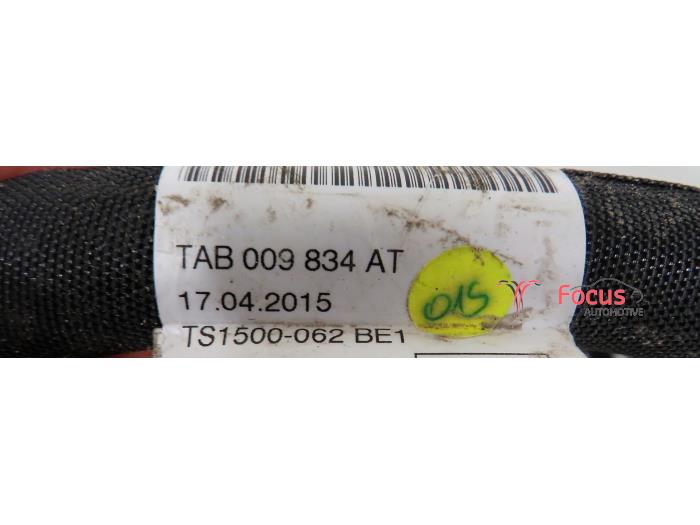 TAB 009 834 AT
17.04.2015
015
TS1500-062 BE1
Focus
AUTOMOTIVE